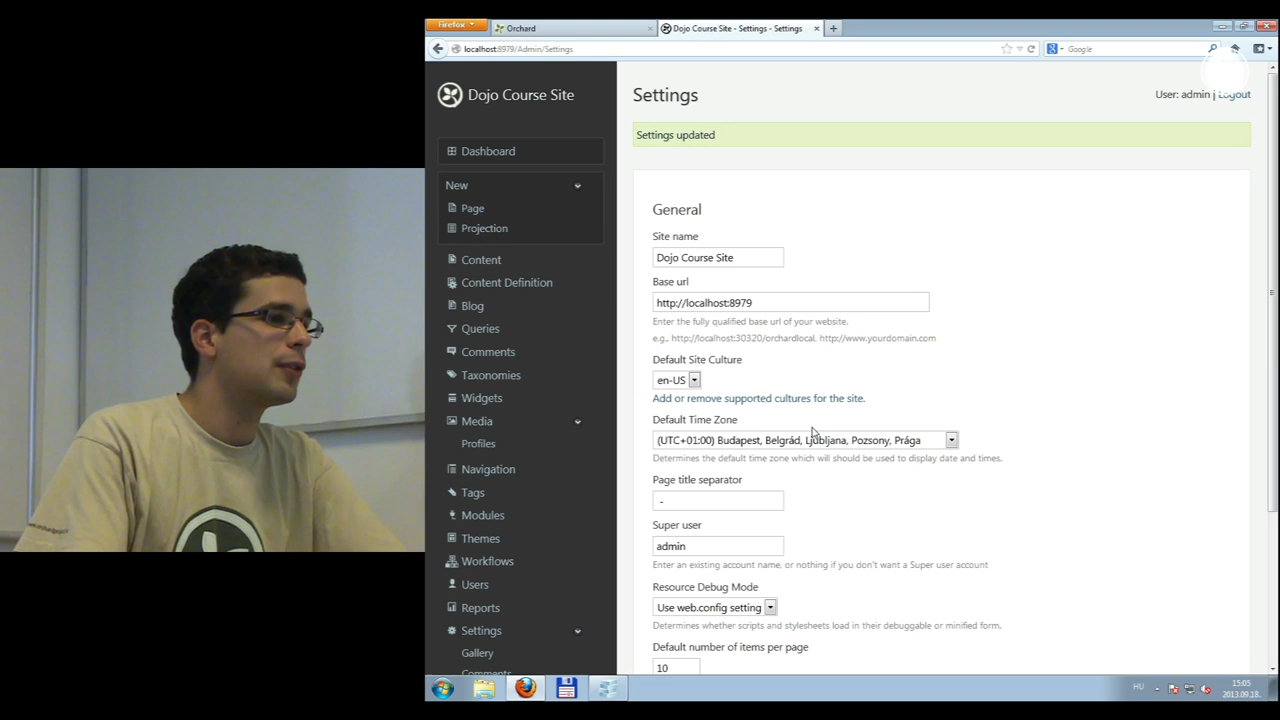 Firefox
Orchard
Dojo Course Site - Settings - Settings
localhost:8979/Admin/Settings
Google
Dojo Course Site
Dashboard
New
Page
Projection
Content
Content Definition
Blog
Queries
Comments
Taxonomies
Widgets
Media
Profiles
Navigation
Tags
Modules
Themes
Workflows
Users
Reports
Settings
Gallery
Comments
Settings
User: admin | Logout
Settings updated
General
Site name
Dojo Course Site
Base url
http://localhost:8979
Enter the fully qualified base url of your website.
e.g., http://localhost:30320/orchardlocal, http://www.yourdomain.com
Default Site Culture
en-US
Add or remove supported cultures for the site.
Default Time Zone
(UTC+01:00) Budapest, Belgrád, Ljubljana, Pozsony, Prága
Determines the default time zone which will should be used to display date and times.
Page title separator
-
Super user
admin
Enter an existing account name, or nothing if you don't want a Super user account
Resource Debug Mode
Use web.config setting
Determines whether scripts and stylesheets load in their debuggable or minified form.
Default number of items per page
10
HU
15:05
2013.09.18.